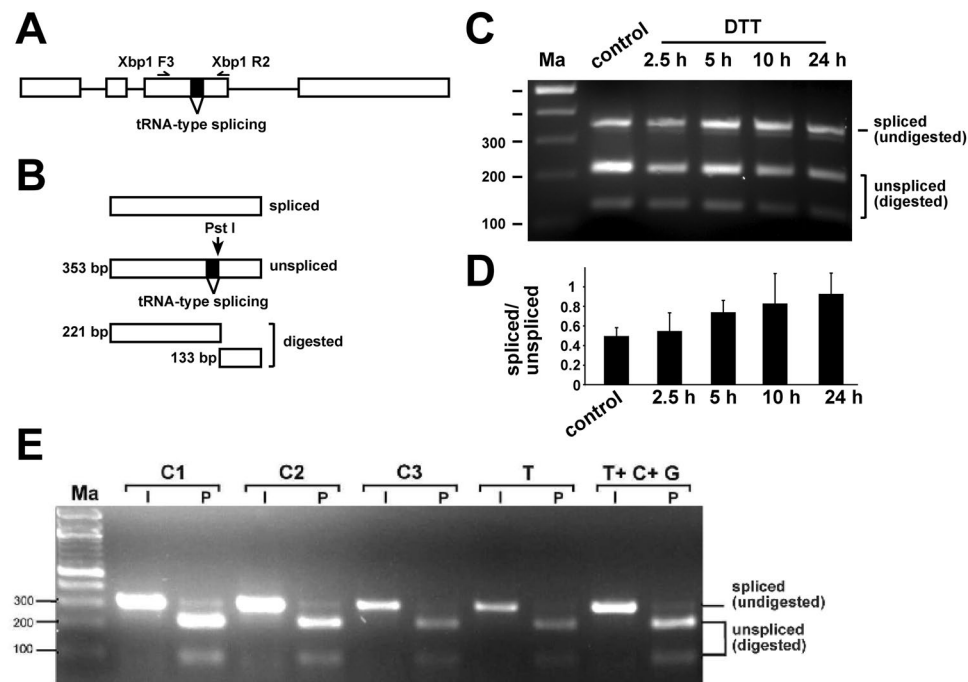 A
Xbp1 F3 Xbp1 R2
tRNA-type splicing
B
spliced
Pst I
353 bp unspliced
tRNA-type splicing
221 bp
digested
133 bp
C
DTT
Ma control 2.5 h 5 h 10 h 24 h
300
200
100
spliced
(undigested)
unspliced
(digested)
D
spliced/
unspliced
1
0.8
0.6
0.4
0.2
0
control 2.5 h 5 h 10 h 24 h
E
C1 C2 C3 T T+ C+ G
Ma I P I P I P I P I P
300
200
100
spliced
(undigested)
unspliced
(digested)